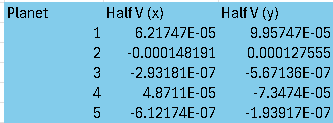 Planet Half V (x) Half V (y)
1 6.21747E-05 9.95747E-05
2 -0.000148191 0.000127555
3 -2.93181E-07 -5.67136E-07
4 4.8711E-05 -7.3474E-05
5 -6.12174E-07 -1.93917E-07